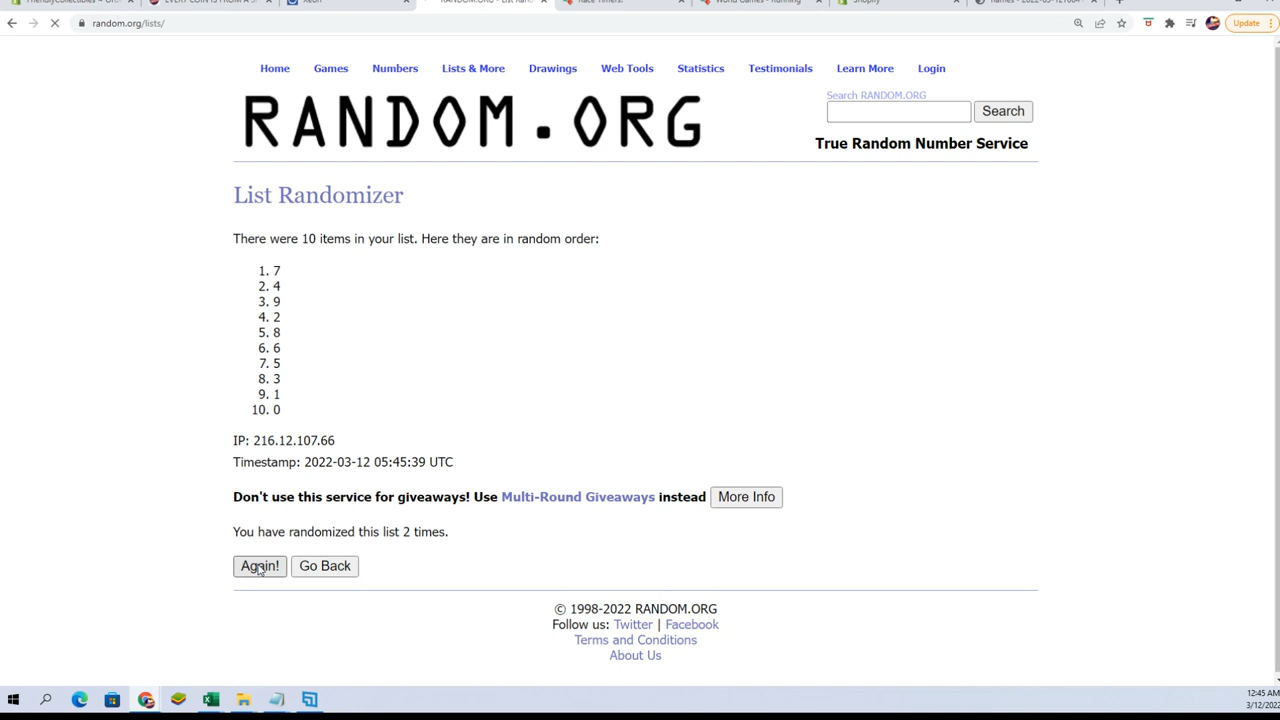 Xeon
random.org/lists/
Update
Home Games Numbers Lists & More Drawings Web Tools Statistics Testimonials Learn More Login
RANDOM.ORG
Search RANDOM.ORG
Search
True Random Number Service
List Randomizer
There were 10 items in your list. Here they are in random order:
1. 7
2. 4
3. 9
4. 2
5. 8
6. 6
7. 5
8. 3
9. 1
10. 0
IP: 216.12.107.66
Timestamp: 2022-03-12 05:45:39 UTC
Don't use this service for giveaways! Use Multi-Round Giveaways instead More Info
You have randomized this list 2 times.
Again! Go Back
© 1998-2022 RANDOM.ORG
Follow us: Twitter | Facebook
Terms and Conditions
About Us
12:45 AM